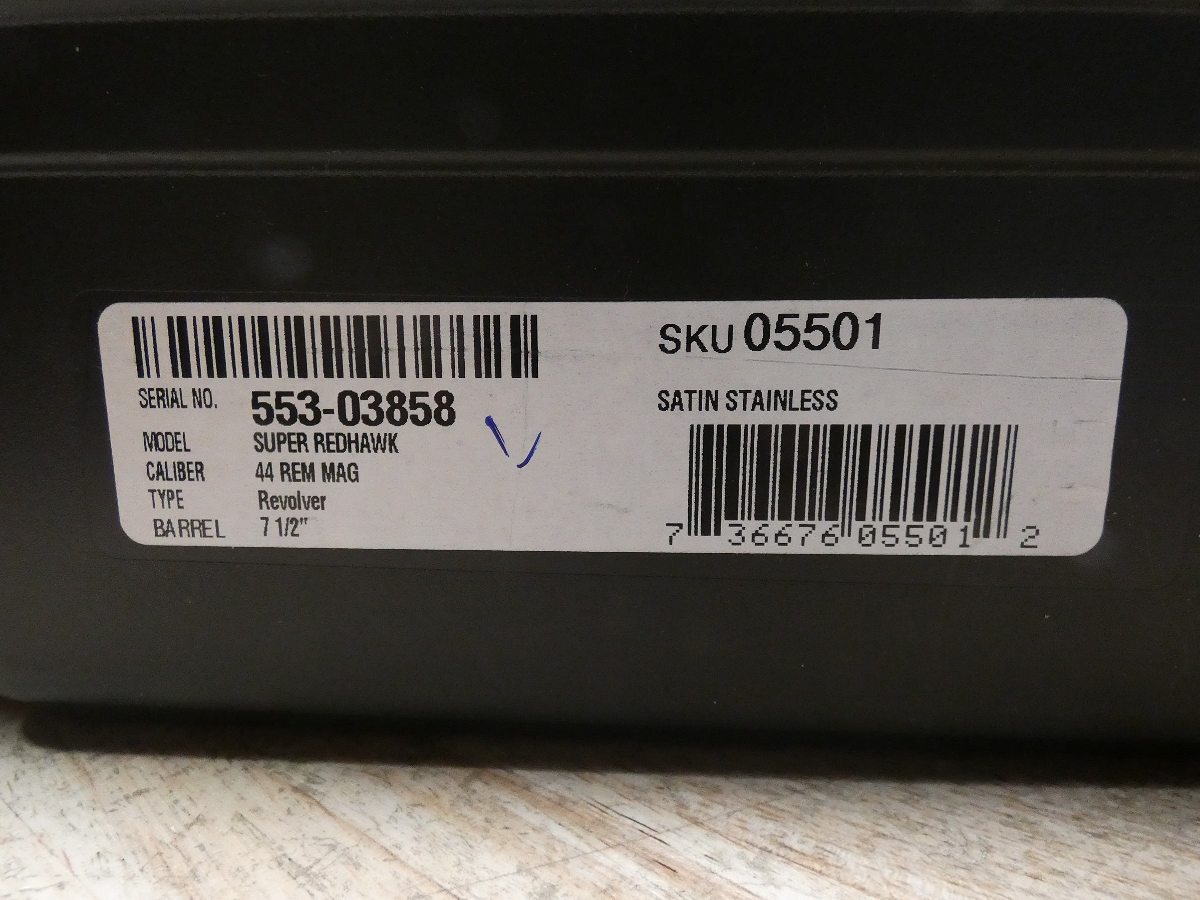 SERIAL NO. 553-03858
MODEL SUPER REDHAWK
CALIBER 44 REM MAG
TYPE Revolver
BARREL 7 1/2"
SKU 05501
SATIN STAINLESS
7 36676 05501 2